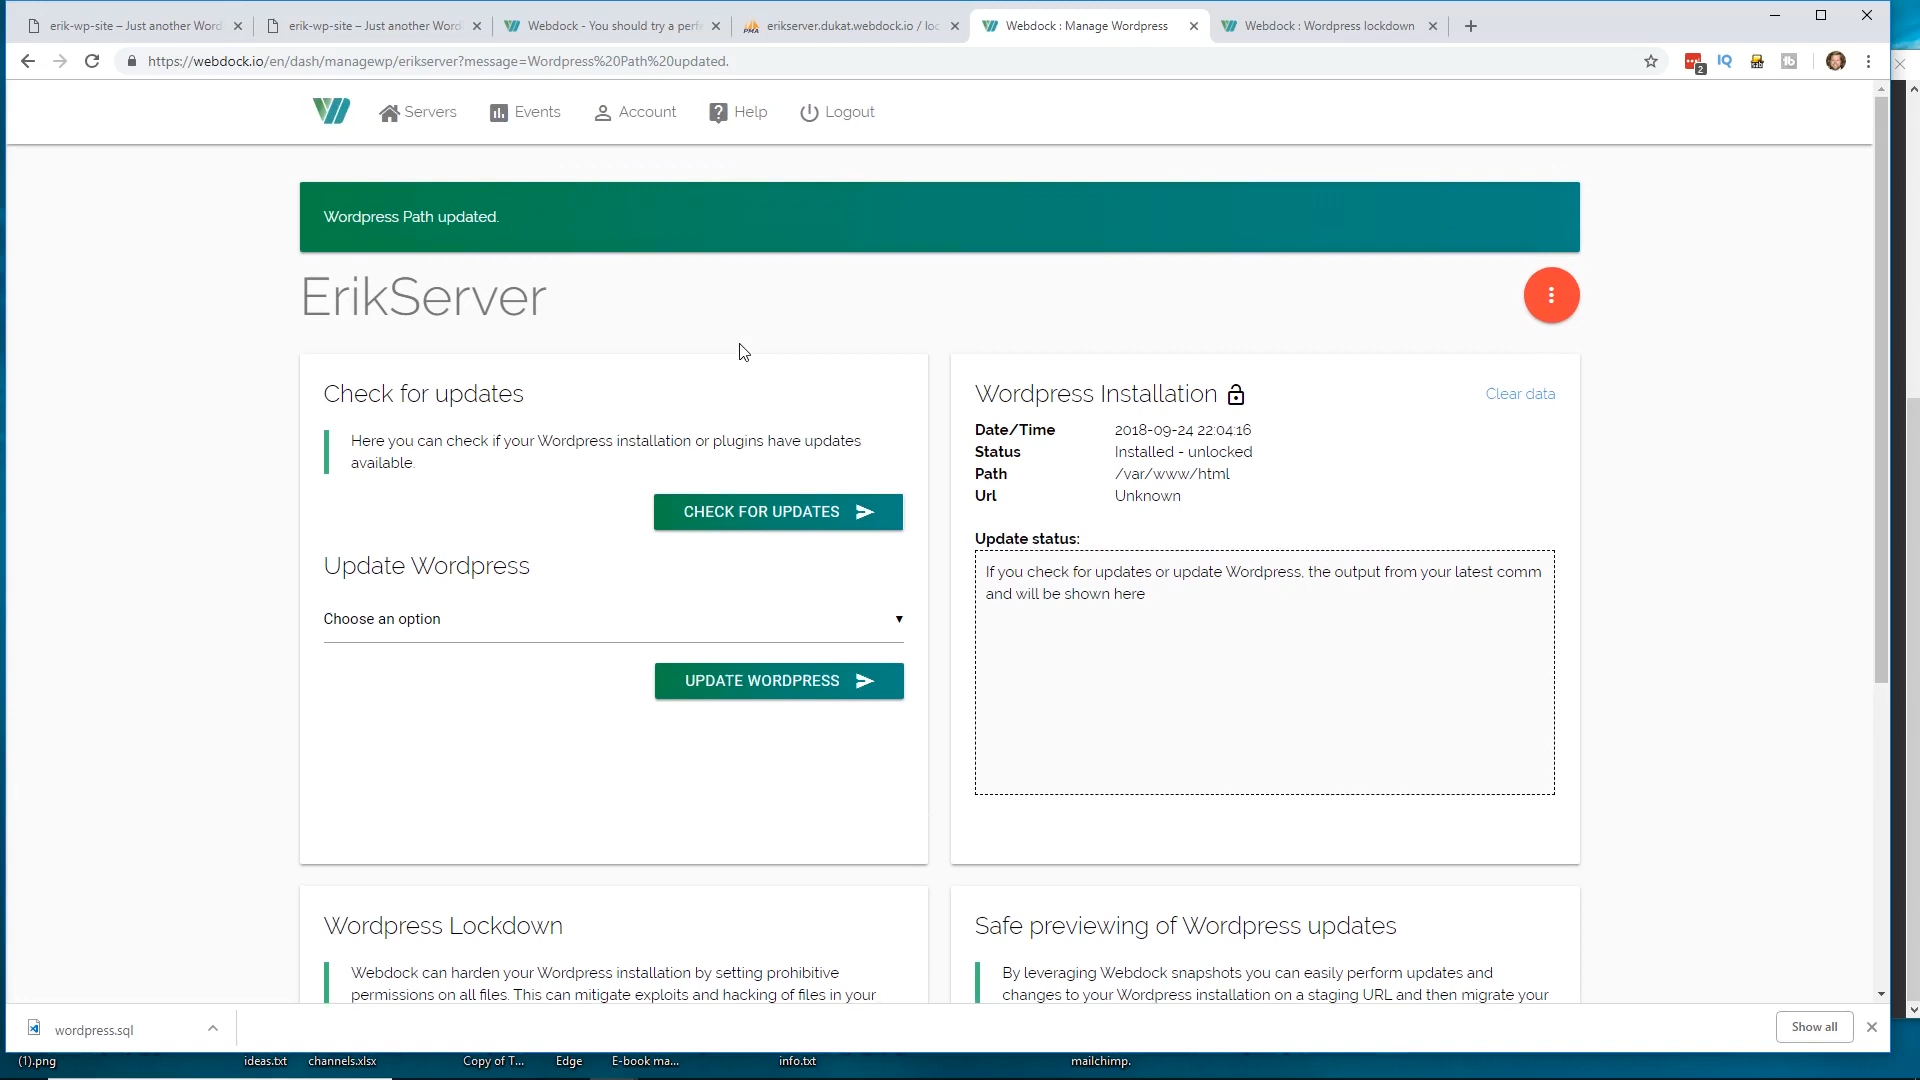 erik-wp-site – Just another Word
erik-wp-site – Just another Word
Webdock - You should try a perfe
erikserver.dukat.webdock.io / loc
Webdock : Manage Wordpress
Webdock : Wordpress lockdown
https://webdock.io/en/dash/managewp/erikserver?message=Wordpress%20Path%20updated.
2
IQ
Servers
Events
Account
Help
Logout
Wordpress Path updated.
ErikServer
Check for updates
Here you can check if your Wordpress installation or plugins have updates
available.
CHECK FOR UPDATES
Update Wordpress
Choose an option
UPDATE WORDPRESS
Wordpress Installation
Clear data
Date/Time 2018-09-24 22:04:16
Status Installed - unlocked
Path /var/www/html
Url Unknown
Update status:
If you check for updates or update Wordpress, the output from your latest comm
and will be shown here
Wordpress Lockdown
Webdock can harden your Wordpress installation by setting prohibitive
permissions on all files. This can mitigate exploits and hacking of files in your
Safe previewing of Wordpress updates
By leveraging Webdock snapshots you can easily perform updates and
changes to your Wordpress installation on a staging URL and then migrate your
wordpress.sql
Show all
(1).png
ideas.txt
channels.xlsx
Copy of T...
Edge
E-book ma...
info.txt
mailchimp.